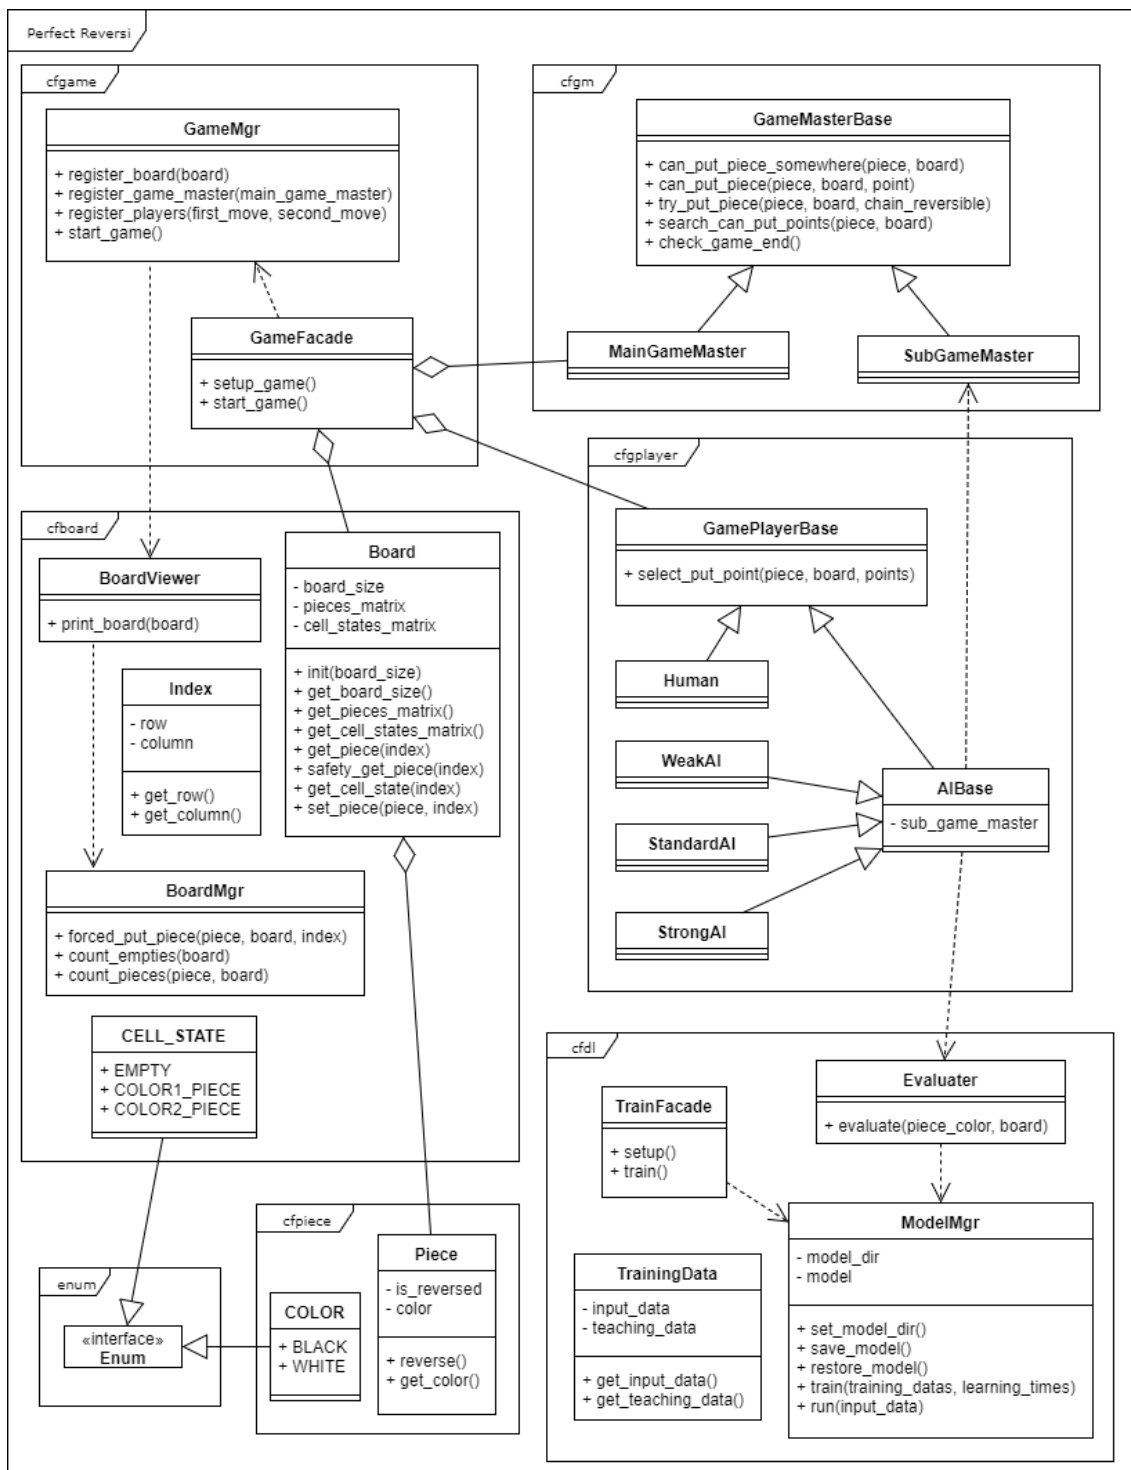 Perfect Reversi
cfgame
GameMgr
+ register_board(board)
+ register_game_master(main_game_master)
+ register_players(first_move, second_move)
+ start_game()
GameFacade
+ setup_game()
+ start_game()
cfgm
GameMasterBase
+ can_put_piece_somewhere(piece, board)
+ can_put_piece(piece, board, point)
+ try_put_piece(piece, board, chain_reversible)
+ search_can_put_points(piece, board)
+ check_game_end()
MainGameMaster
SubGameMaster
cfgplayer
GamePlayerBase
+ select_put_point(piece, board, points)
Human
WeakAI
StandardAI
StrongAI
AIBase
- sub_game_master
cfboard
BoardViewer
+ print_board(board)
Board
- board_size
- pieces_matrix
- cell_states_matrix
+ init(board_size)
+ get_board_size()
+ get_pieces_matrix()
+ get_cell_states_matrix()
+ get_piece(index)
+ safety_get_piece(index)
+ get_cell_state(index)
+ set_piece(piece, index)
Index
- row
- column
+ get_row()
+ get_column()
BoardMgr
+ forced_put_piece(piece, board, index)
+ count_empties(board)
+ count_pieces(piece, board)
CELL_STATE
+ EMPTY
+ COLOR1_PIECE
+ COLOR2_PIECE
enum
«interface»
Enum
cfpiece
COLOR
+ BLACK
+ WHITE
Piece
- is_reversed
- color
+ reverse()
+ get_color()
cfdl
TrainFacade
+ setup()
+ train()
Evaluater
+ evaluate(piece_color, board)
TrainingData
- input_data
- teaching_data
+ get_input_data()
+ get_teaching_data()
ModelMgr
- model_dir
- model
+ set_model_dir()
+ save_model()
+ restore_model()
+ train(training_datas, learning_times)
+ run(input_data)